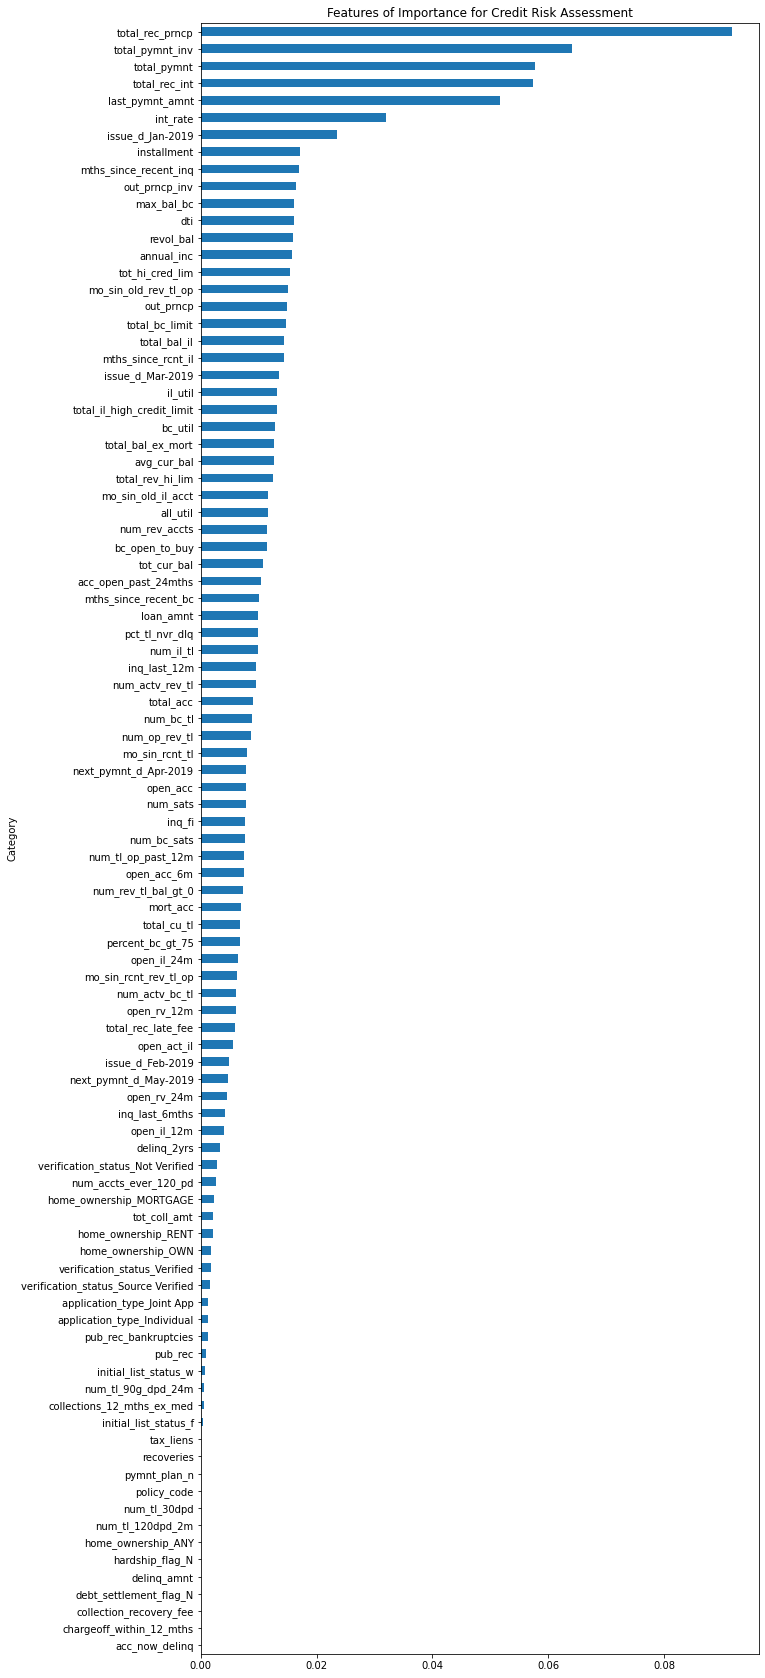 Features of Importance for Credit Risk Assessment
total_rec_prncp
total_pymnt_inv
total_pymnt
total_rec_int
last_pymnt_amnt
int_rate
issue_d_Jan-2019
installment
mths_since_recent_inq
out_prncp_inv
max_bal_bc
dti
revol_bal
annual_inc
tot_hi_cred_lim
mo_sin_old_rev_tl_op
out_prncp
total_bc_limit
total_bal_il
mths_since_rcnt_il
issue_d_Mar-2019
il_util
total_il_high_credit_limit
bc_util
total_bal_ex_mort
avg_cur_bal
total_rev_hi_lim
mo_sin_old_il_acct
all_util
num_rev_accts
bc_open_to_buy
tot_cur_bal
acc_open_past_24mths
mths_since_recent_bc
loan_amnt
pct_tl_nvr_dlq
num_il_tl
inq_last_12m
num_actv_rev_tl
total_acc
num_bc_tl
num_op_rev_tl
mo_sin_rcnt_tl
next_pymnt_d_Apr-2019
open_acc
num_sats
inq_fi
num_bc_sats
num_tl_op_past_12m
open_acc_6m
num_rev_tl_bal_gt_0
mort_acc
total_cu_tl
percent_bc_gt_75
open_il_24m
mo_sin_rcnt_rev_tl_op
num_actv_bc_tl
open_rv_12m
total_rec_late_fee
open_act_il
issue_d_Feb-2019
next_pymnt_d_May-2019
open_rv_24m
inq_last_6mths
open_il_12m
delinq_2yrs
verification_status_Not Verified
num_accts_ever_120_pd
home_ownership_MORTGAGE
tot_coll_amt
home_ownership_RENT
home_ownership_OWN
verification_status_Verified
verification_status_Source Verified
application_type_Joint App
application_type_Individual
pub_rec_bankruptcies
pub_rec
initial_list_status_w
num_tl_90g_dpd_24m
collections_12_mths_ex_med
initial_list_status_f
tax_liens
recoveries
pymnt_plan_n
policy_code
num_tl_30dpd
num_tl_120dpd_2m
home_ownership_ANY
hardship_flag_N
delinq_amnt
debt_settlement_flag_N
collection_recovery_fee
chargeoff_within_12_mths
acc_now_delinq
Category
0.00 0.02 0.04 0.06 0.08